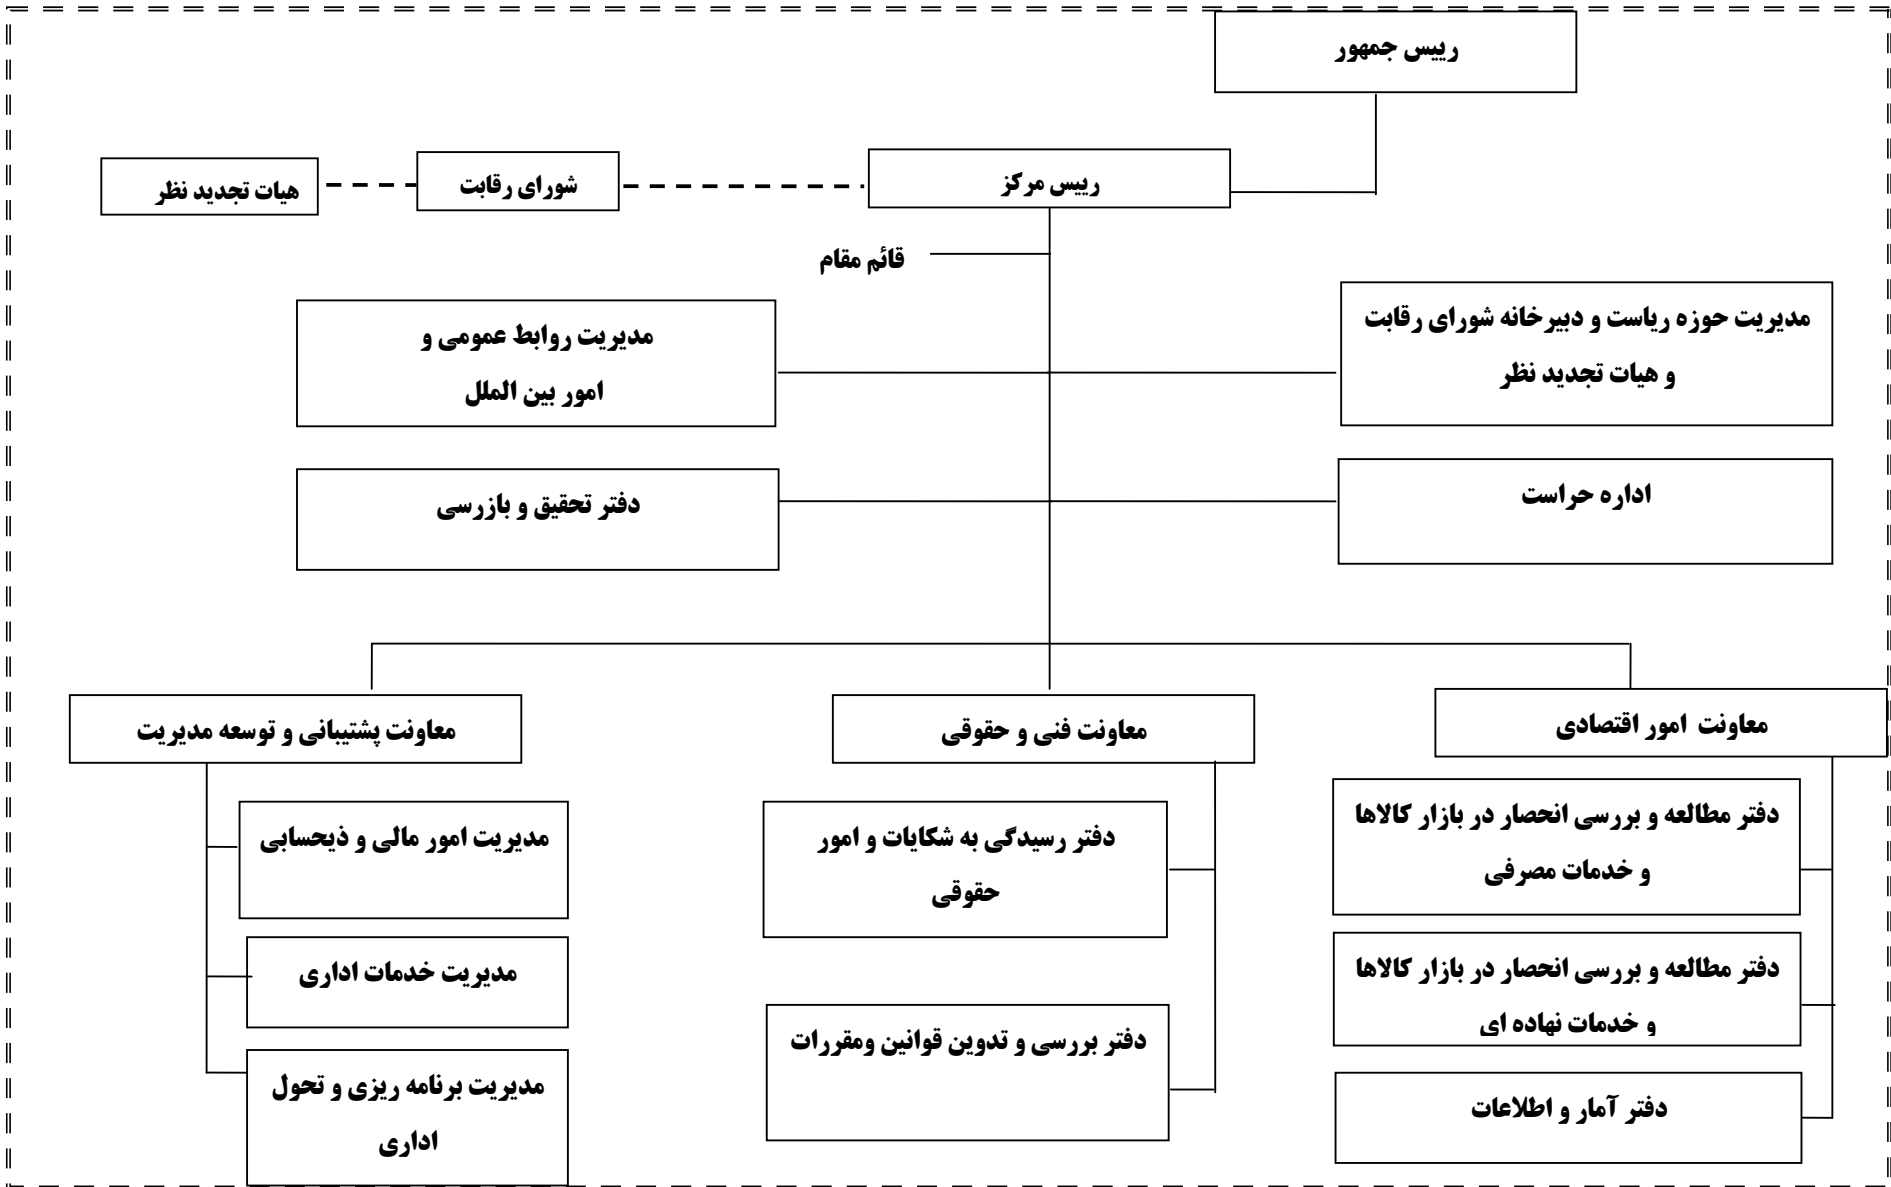 رییس جمهور
رییس مرکز
شورای رقابت
هیات تجدید نظر
قائم مقام
مدیریت حوزه ریاست و دبیرخانه شورای رقابت
و هیات تجدید نظر
مدیریت روابط عمومی و
امور بین الملل
اداره حراست
دفتر تحقیق و بازرسی
معاونت امور اقتصادی
معاونت فنی و حقوقی
معاونت پشتیبانی و توسعه مدیریت
دفتر مطالعه و بررسی انحصار در بازار کالاها
و خدمات مصرفی
دفتر مطالعه و بررسی انحصار در بازار کالاها
و خدمات نهاده ای
دفتر آمار و اطلاعات
دفتر رسیدگی به شکایات و امور
حقوقی
دفتر بررسی و تدوین قوانین ومقررات
مدیریت امور مالی و ذیحسابی
مدیریت خدمات اداری
مدیریت برنامه ریزی و تحول
اداری